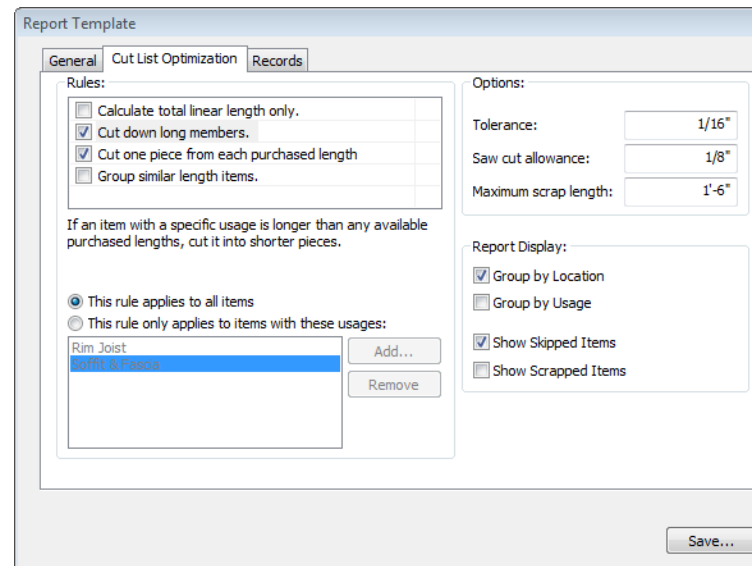 Report Template
General Cut List Optimization Records
Rules:
Calculate total linear length only.
Cut down long members.
Cut one piece from each purchased length
Group similar length items.
If an item with a specific usage is longer than any available
purchased lengths, cut it into shorter pieces.
This rule applies to all items
This rule only applies to items with these usages:
Rim Joist
Soffit & Fascia
Add...
Remove
Options:
Tolerance: 1/16"
Saw cut allowance: 1/8"
Maximum scrap length: 1'-6"
Report Display:
Group by Location
Group by Usage
Show Skipped Items
Show Scrapped Items
Save...